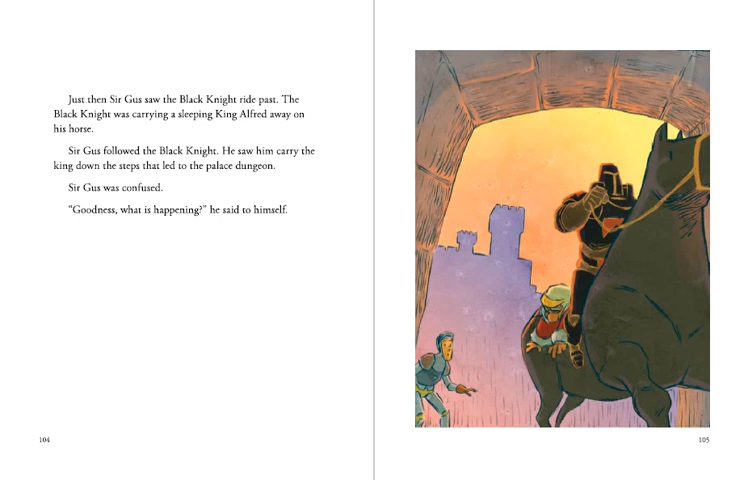 Just then Sir Gus saw the Black Knight ride past. The
Black Knight was carrying a sleeping King Alfred away on
his horse.
Sir Gus followed the Black Knight. He saw him carry the
king down the steps that led to the palace dungeon.
Sir Gus was confused.
“Goodness, what is happening?” he said to himself.
104
105